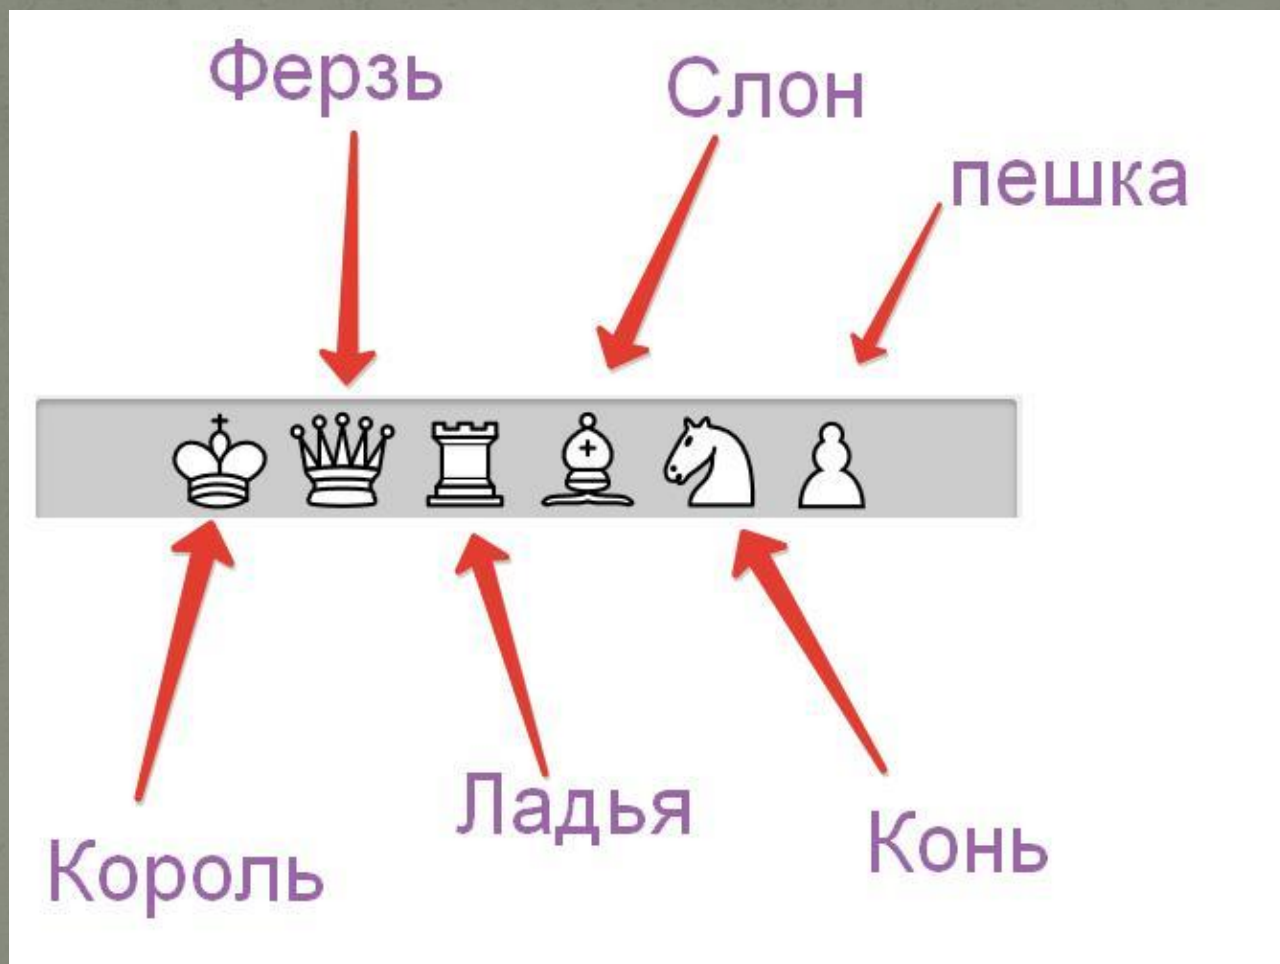 Ферзь
Слон
пешка
Король
Ладья
Конь